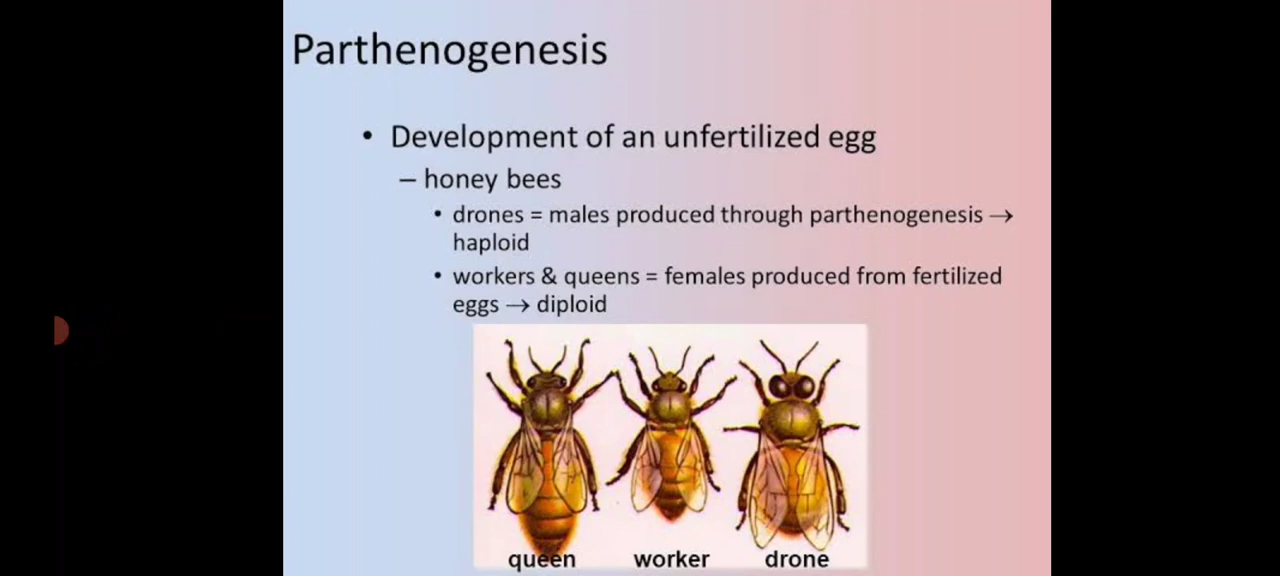 Parthenogenesis
• Development of an unfertilized egg
– honey bees
• drones = males produced through parthenogenesis →
haploid
• workers & queens = females produced from fertilized
eggs → diploid
queen worker drone